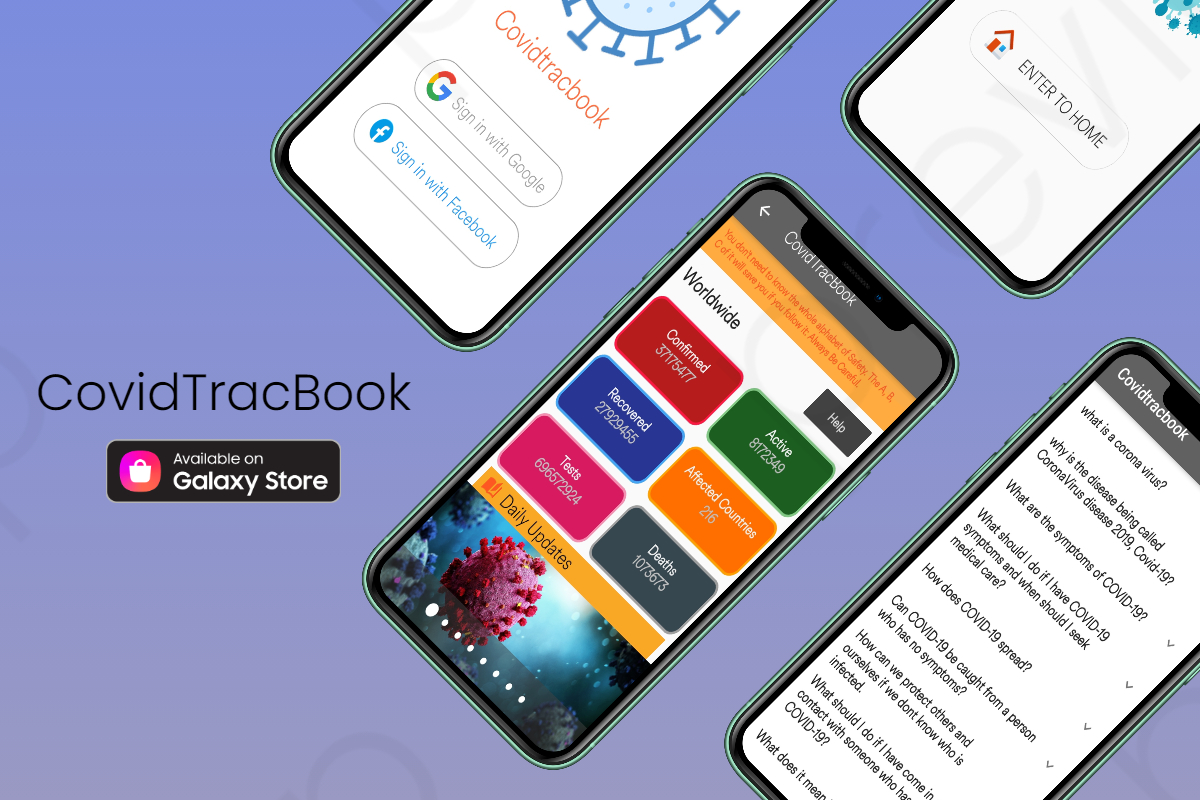 Covidtracbook
Sign in with Google
Sign in with Facebook
ENTER TO HOME
CovidTracBook
Available on
Galaxy Store
CovidTracBook
You don't need to know the whole alphabet of Safety. The A, B,
C of it will save you if you follow it: Always Be Careful.
Worldwide
Help
Confirmed
37175477
Active
8172349
Recovered
27929455
Affected Countries
216
Tests
696572924
Deaths
1073673
Daily Updates
Covidtracbook
what is a corona virus?
why is the disease being called
CoronaVirus disease 2019, Covid-19?
What are the symptoms of COVID-19?
What should I do if I have COVID-19
symptoms and when should I seek
medical care?
How does COVID-19 spread?
Can COVID-19 be caught from a person
who has no symptoms?
How can we protect others and
ourselves if we dont know who is
infected.
What should I do if I have come in
contact with someone who has
COVID-19?
What does it mean